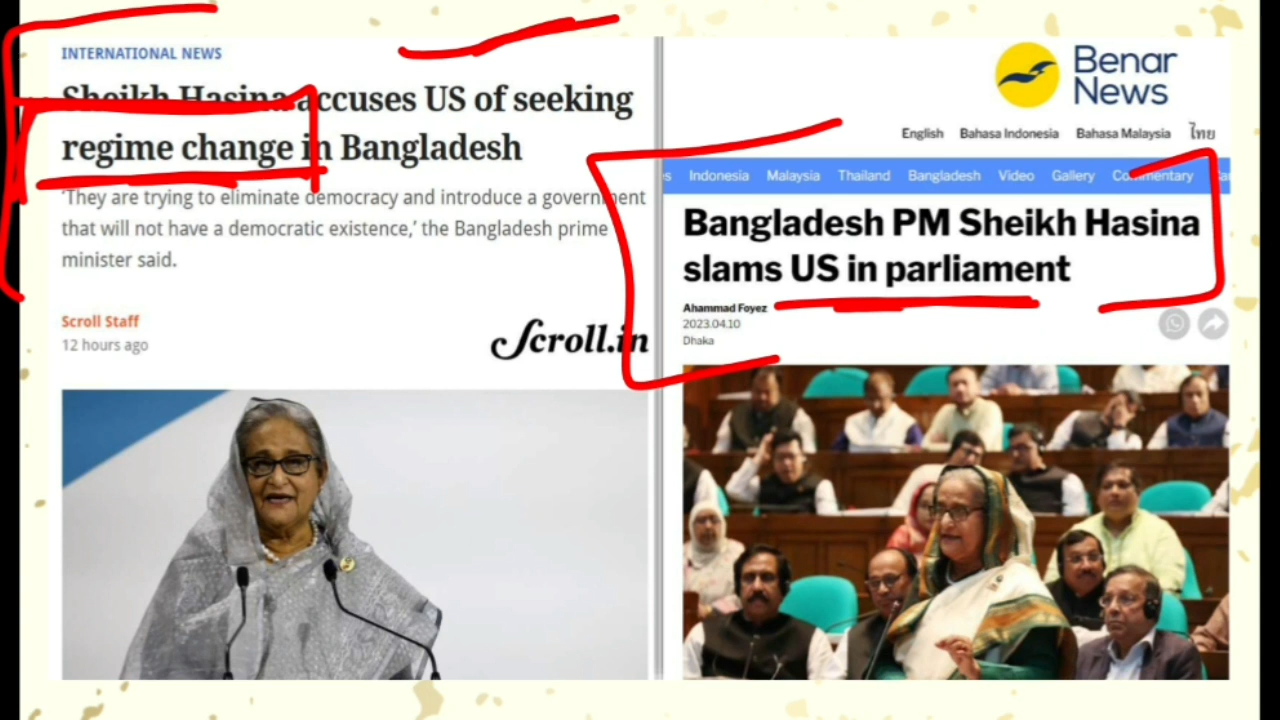 INTERNATIONAL NEWS
Sheikh Hasina accuses US of seeking
regime change in Bangladesh
‘They are trying to eliminate democracy and introduce a government
that will not have a democratic existence,’ the Bangladesh prime
minister said.
Scroll Staff
12 hours ago
Scroll.in
Benar
News
English Bahasa Indonesia Bahasa Malaysia ไทย
Indonesia Malaysia Thailand Bangladesh Video Gallery Commentary
Bangladesh PM Sheikh Hasina
slams US in parliament
Ahammad Foyez
2023.04.10
Dhaka